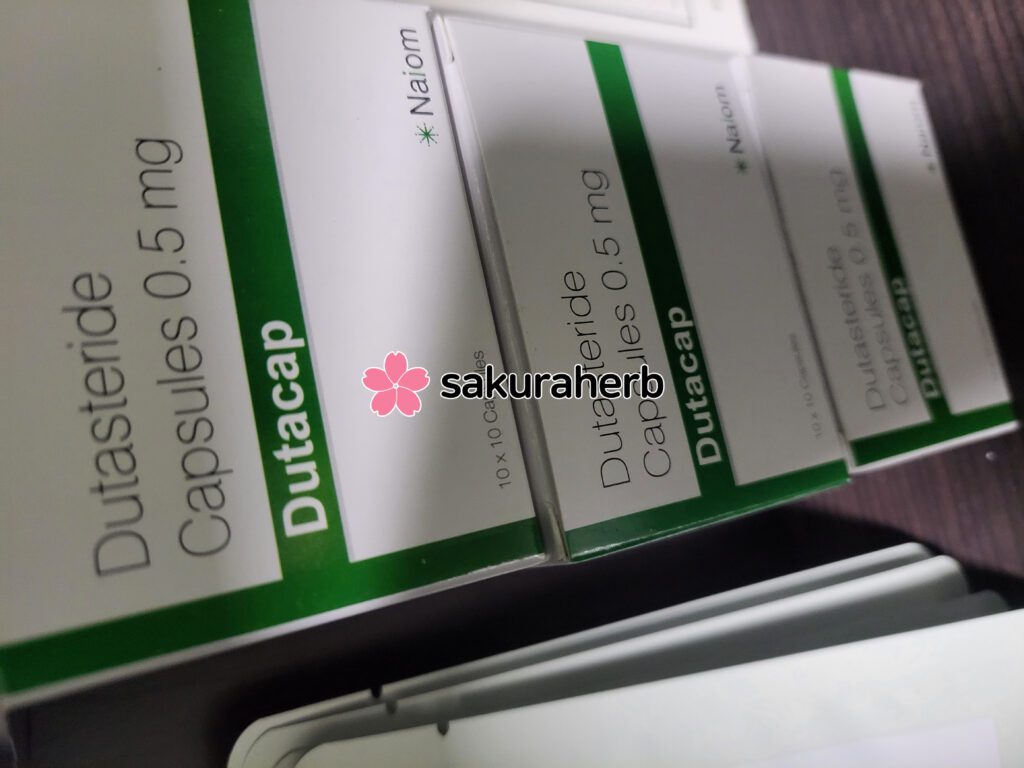 Dutasteride
Capsules 0.5 mg
Dutacap
10 x 10 Capsules
Naiom
Dutasteride
Capsules 0.5 mg
Dutacap
10 x 10 Capsules
Naiom
Dutasteride
Capsules 0.5 mg
Dutacap
Naiom
sakuraherb